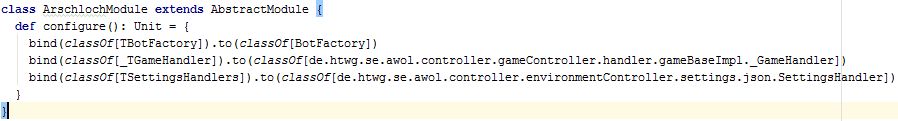 class ArschlochModule extends AbstractModule {
  def configure(): Unit = {
    bind(classOf[TBotFactory]).to(classOf[BotFactory])
    bind(classOf[_TGameHandler]).to(classOf[de.htwg.se.awol.controller.gameController.handler.gameBaseImpl._GameHandler])
    bind(classOf[TSettingsHandlers]).to(classOf[de.htwg.se.awol.controller.environmentController.settings.json.SettingsHandler])
  }
}